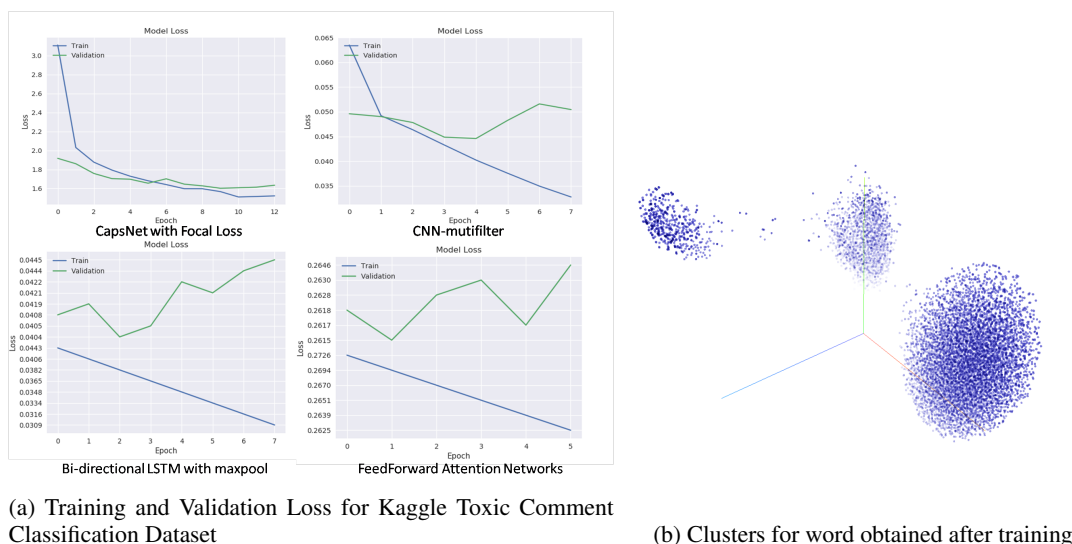 Model Loss
Train
Validation
3.0
2.8
2.6
2.4
2.2
2.0
1.8
1.6
Loss
0 2 4 6 8 10 12
Epoch
CapsNet with Focal Loss
Model Loss
Train
Validation
0.065
0.060
0.055
0.050
0.045
0.040
0.035
Loss
0 1 2 3 4 5 6 7
Epoch
CNN-mutifilter
Model Loss
Train
Validation
0.0445
0.0444
0.0422
0.0421
0.0419
0.0408
0.0405
0.0404
0.0443
0.0406
0.0382
0.0365
0.0348
0.0334
0.0316
0.0309
Loss
0 1 2 3 4 5 6 7
Epoch
Bi-directional LSTM with maxpool
Model Loss
Train
Validation
0.2646
0.2630
0.2628
0.2618
0.2617
0.2615
0.2726
0.2694
0.2670
0.2651
0.2639
0.2625
Loss
0 1 2 3 4 5
Epoch
FeedForward Attention Networks
(a) Training and Validation Loss for Kaggle Toxic Comment
Classification Dataset
(b) Clusters for word obtained after training